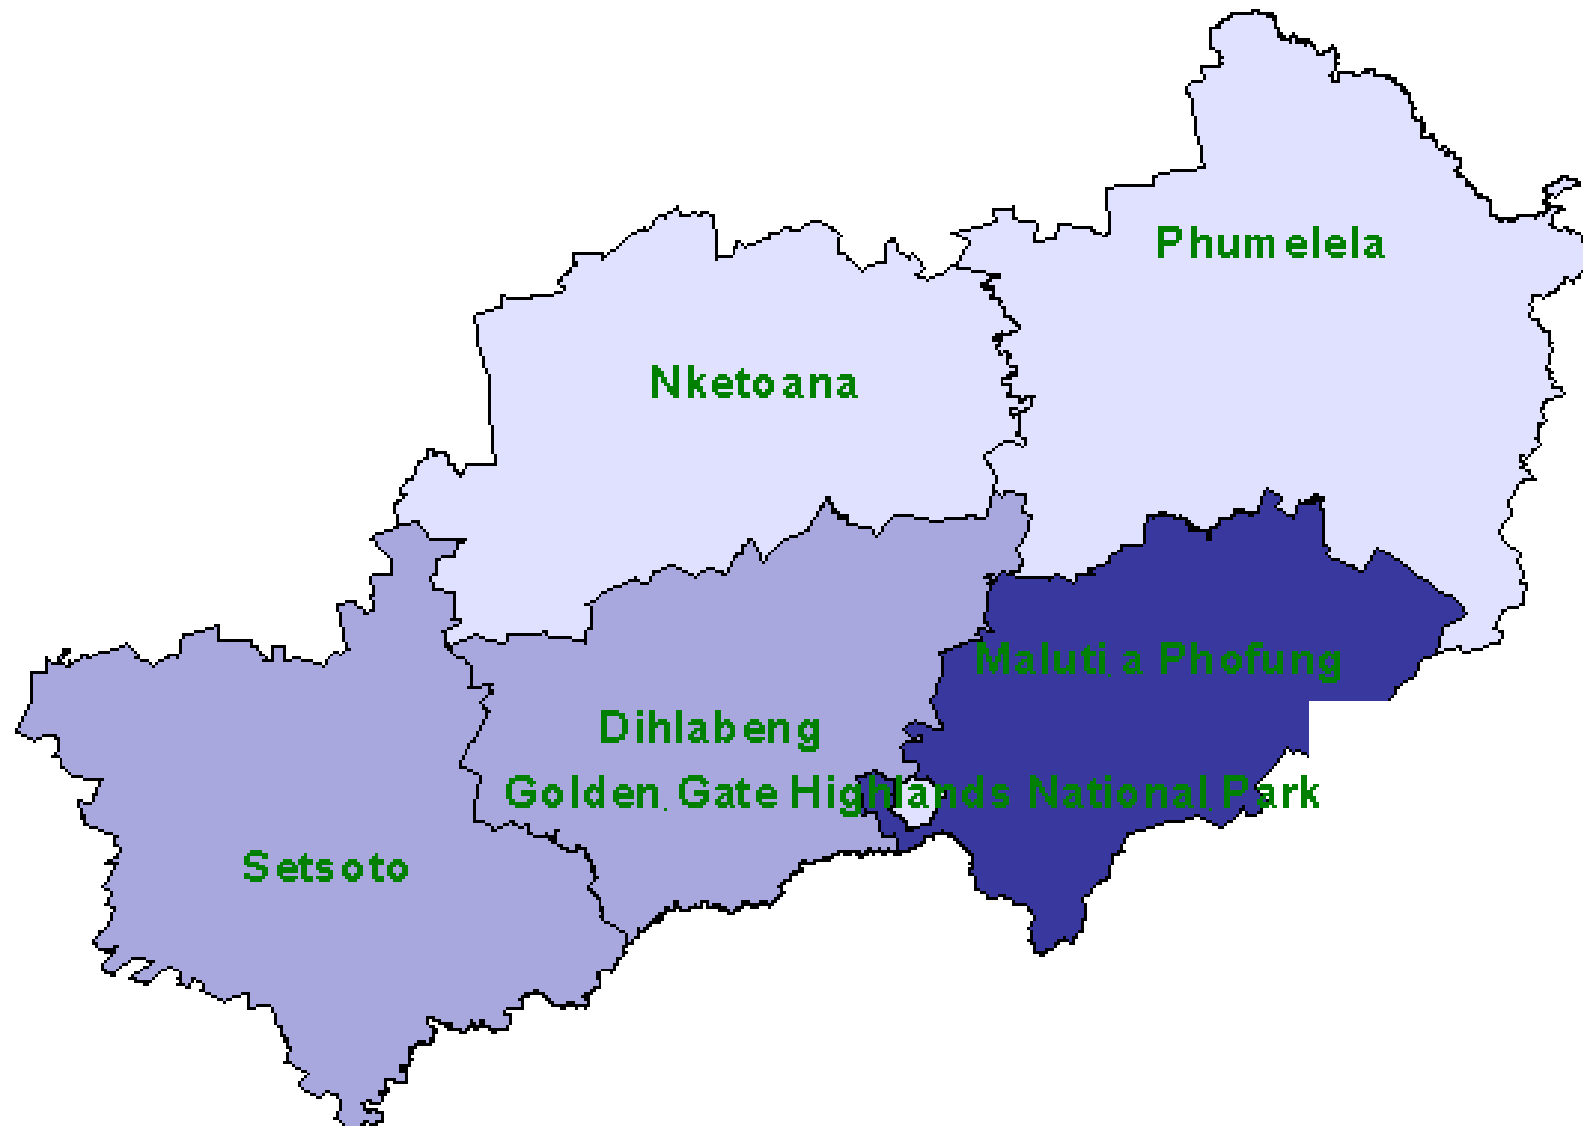 Phumelela
Nketoana
Maluti a Phofung
Dihlabeng
Golden Gate Highlands National Park
Setsoto